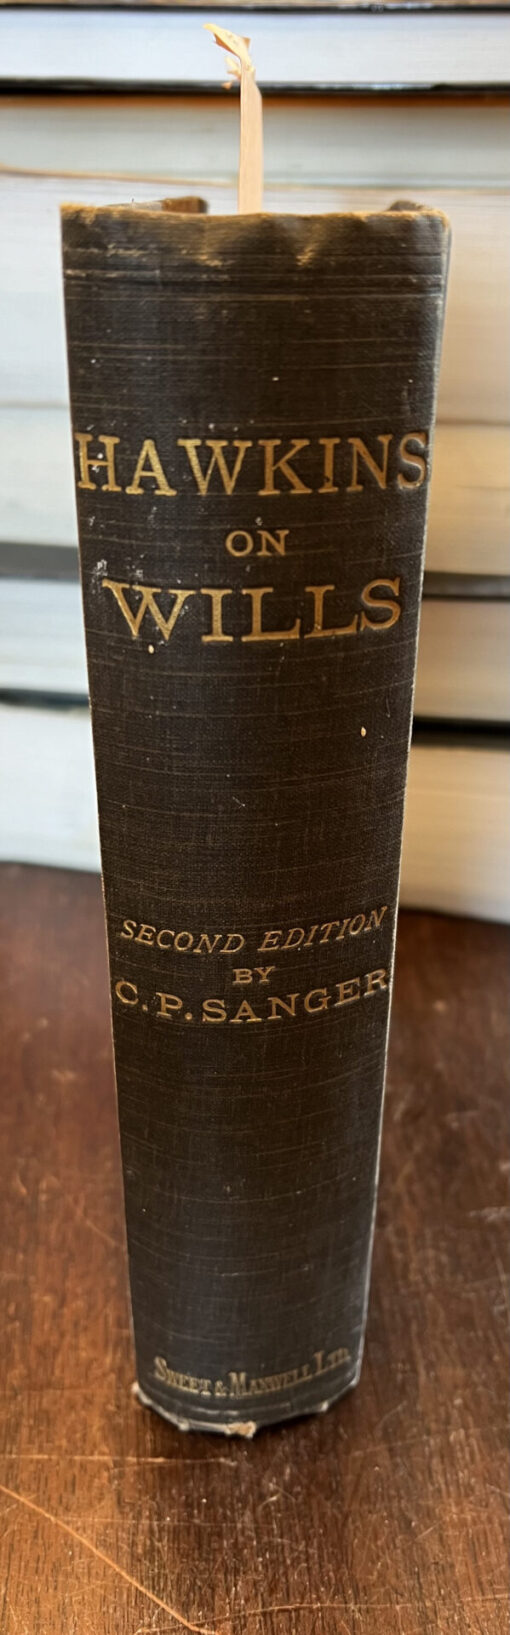 HAWKINS
ON
WILLS
SECOND EDITION
BY
C.P. SANGER
SWEET & MAXWELL LTD.